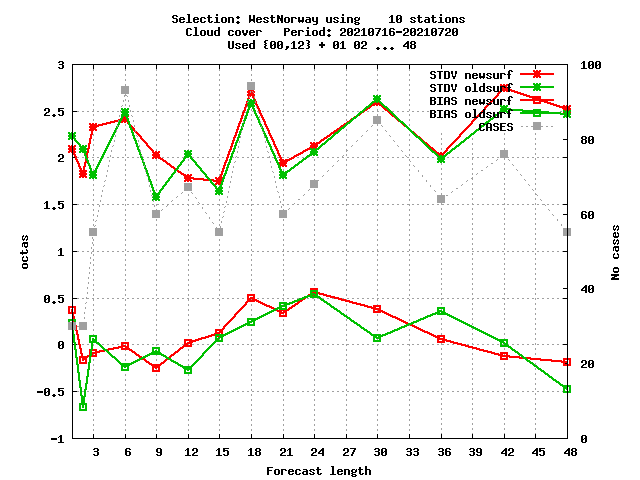 Selection: WestNorway using    10 stations
Cloud cover   Period: 20210716-20210720
Used {00,12} + 01 02 ... 48
STDV newsurf
STDV oldsurf
BIAS newsurf
BIAS oldsurf
CASES
3
2.5
2
1.5
1
0.5
0
-0.5
-1
octas
100
80
60
40
20
0
No cases
3 6 9 12 15 18 21 24 27 30 33 36 39 42 45 48
Forecast length